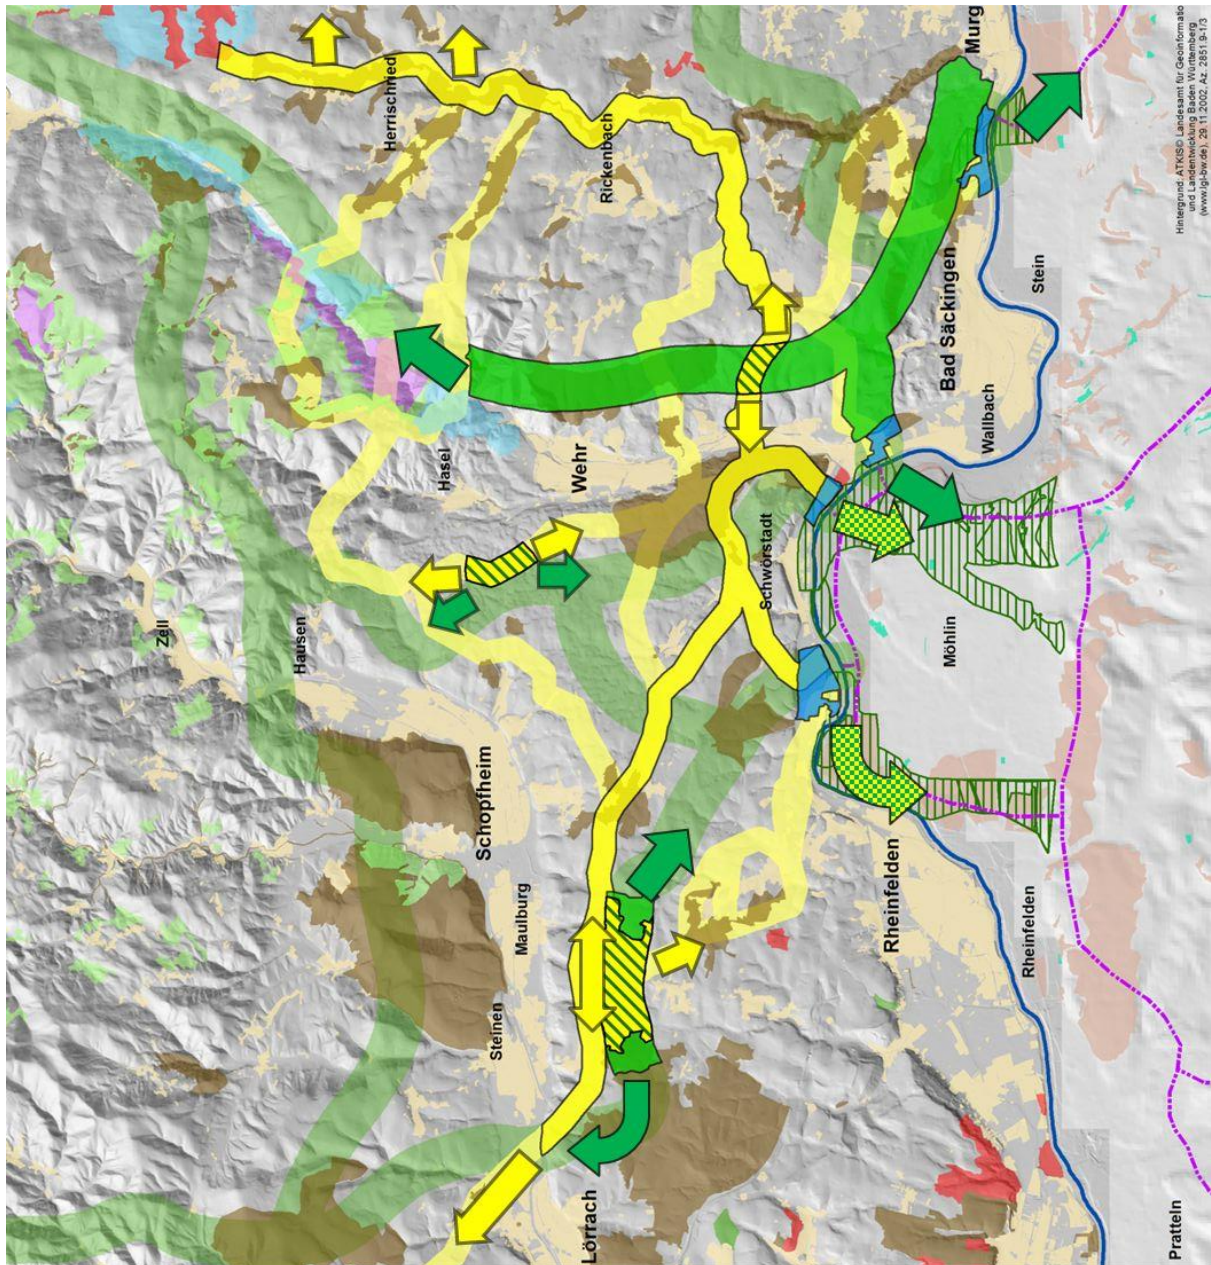 Murg
Herrischried
Rickenbach
Bad Säckingen
Stein
Wallbach
Hasel
Wehr
Schwörstadt
Möhlin
Zell
Hausen
Schopfheim
Maulburg
Steinen
Rheinfelden
Rheinfelden
Lörrach
Pratteln
Hintergrund: ATKIS© Landesamt für Geoinformatio
und Landentwicklung Baden Württemberg
(www.lgl-bw.de), 29.11.2002, Az. 2851.9-1/3